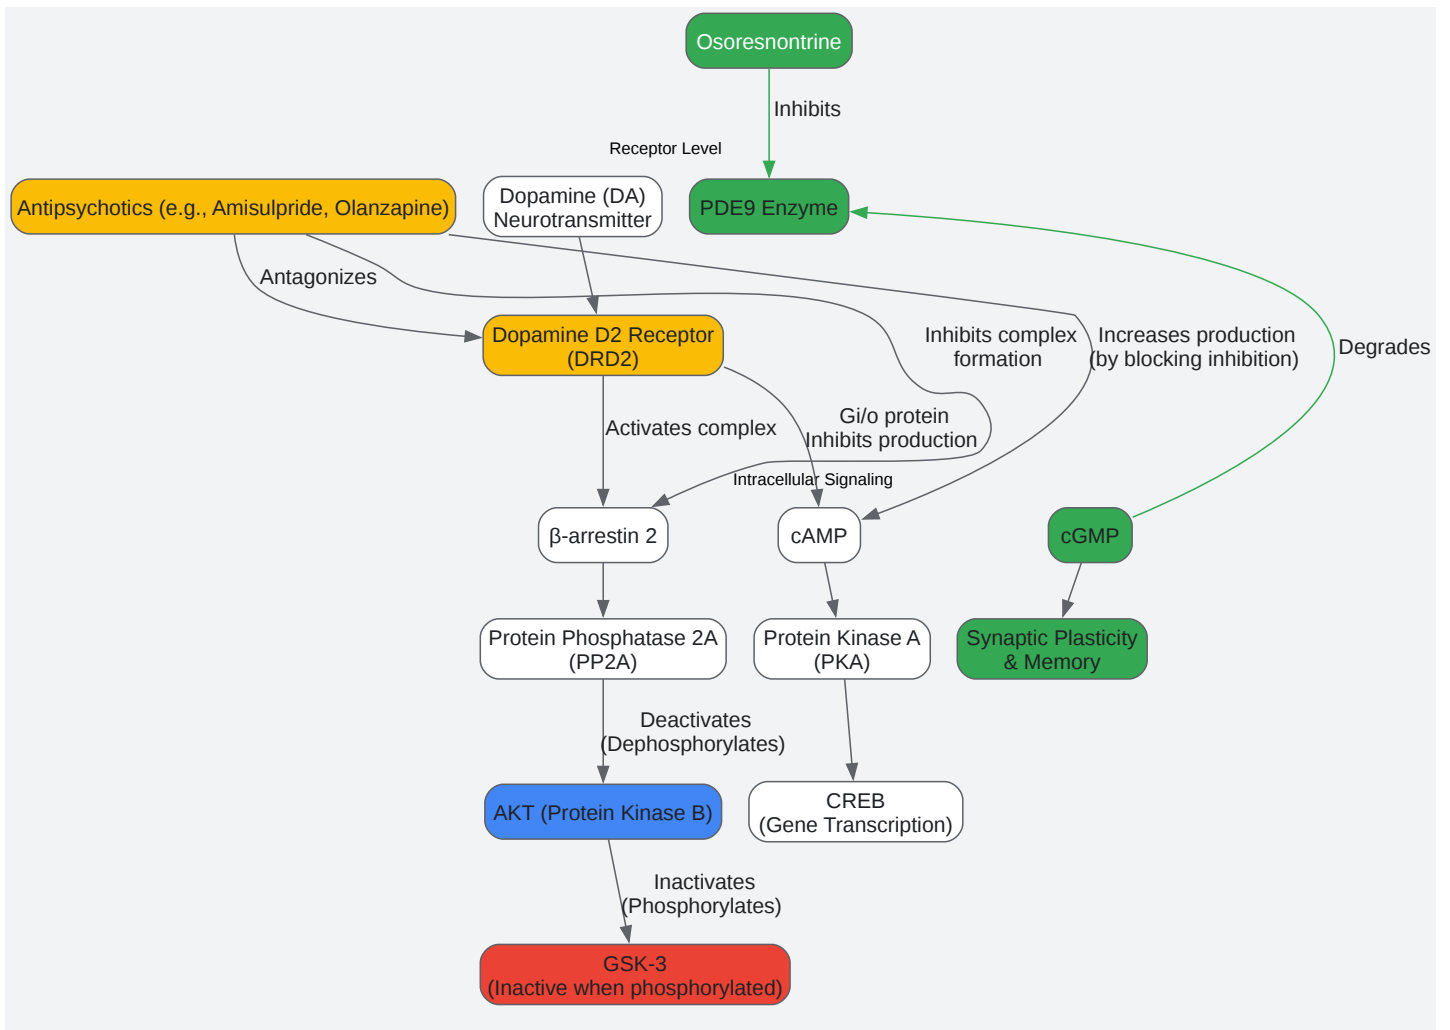 Osoresnontrine
Inhibits
Receptor Level
Antipsychotics (e.g., Amisulpride, Olanzapine)
Dopamine (DA)
Neurotransmitter
PDE9 Enzyme
Antagonizes
Dopamine D2 Receptor
(DRD2)
Inhibits complex
formation
Increases production
(by blocking inhibition)
Degrades
Activates complex
Gi/o protein
Inhibits production
Intracellular Signaling
β-arrestin 2
cAMP
cGMP
Protein Phosphatase 2A
(PP2A)
Protein Kinase A
(PKA)
Synaptic Plasticity
& Memory
Deactivates
(Dephosphorylates)
AKT (Protein Kinase B)
CREB
(Gene Transcription)
Inactivates
(Phosphorylates)
GSK-3
(Inactive when phosphorylated)